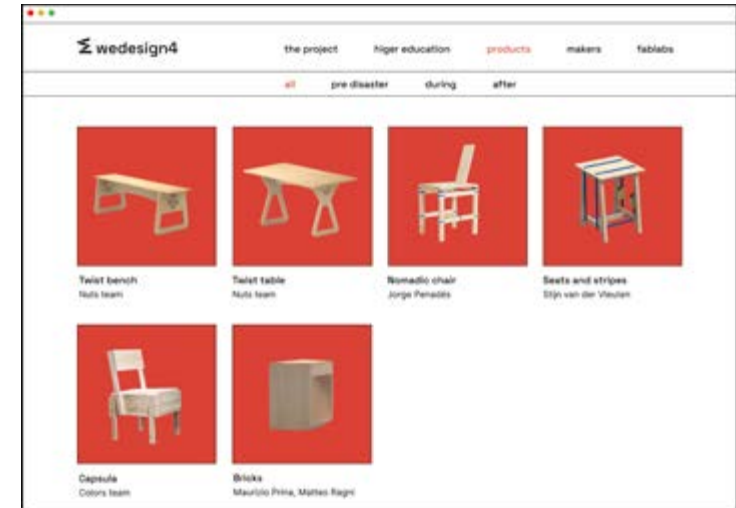 wedesign4
the project higer education products makers fablabs
all pre disaster during after
Twist bench Twist table Nomadic chair Seats and stripes
Nuts team Nuts team Jorge Penadés Stijn van der Vleuten
Capsula Bricks
Colors team Maurizio Prina, Matteo Ragni